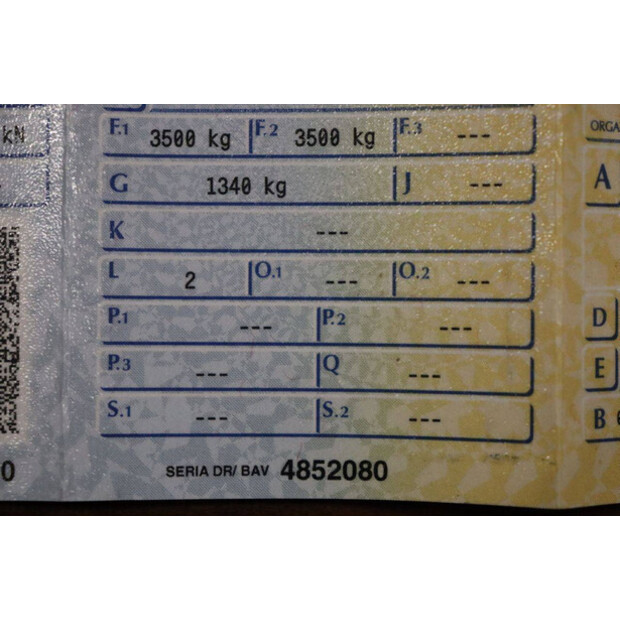 kN
F.1 3500 kg F.2 3500 kg F.3 ---
ORGA
G 1340 kg J ---
A
K ---
L 2 O.1 --- O.2 ---
P.1 --- P.2 ---
D
P.3 --- Q ---
E
S.1 --- S.2 ---
B
0
SERIA DR/ BAV 4852080